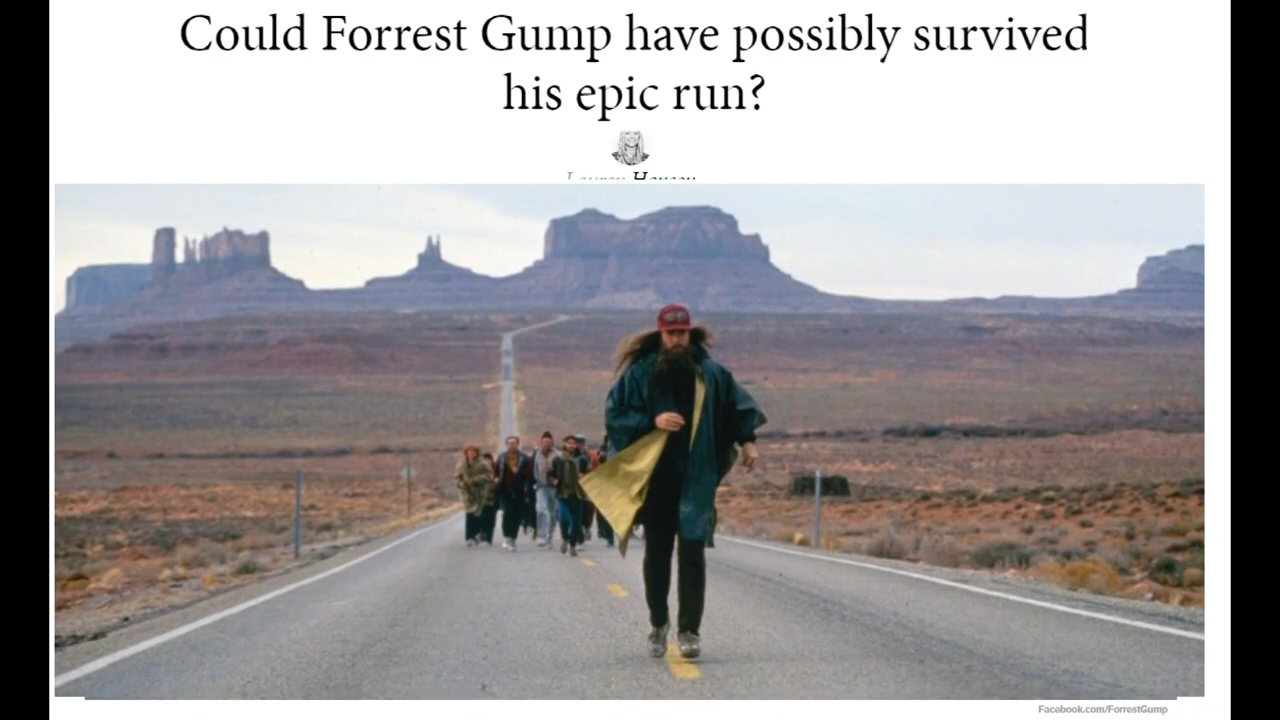 Could Forrest Gump have possibly survived
his epic run?
Facebook.com/ForrestGump